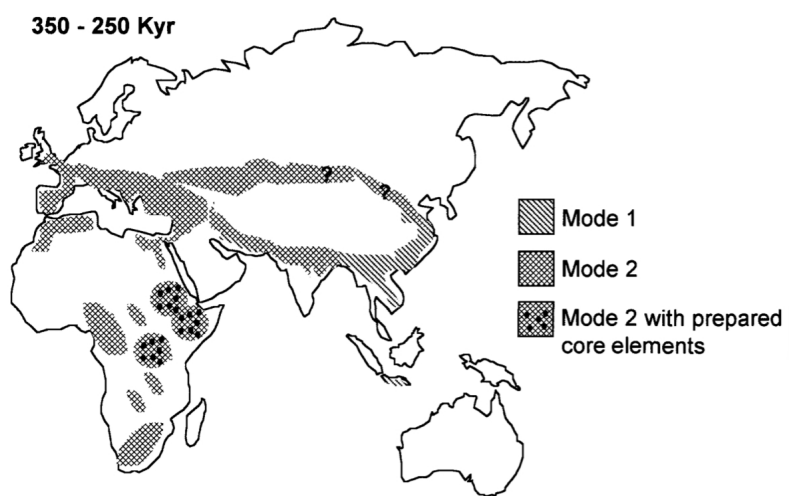 350 - 250 Kyr
?
?
Mode 1
Mode 2
Mode 2 with prepared
core elements